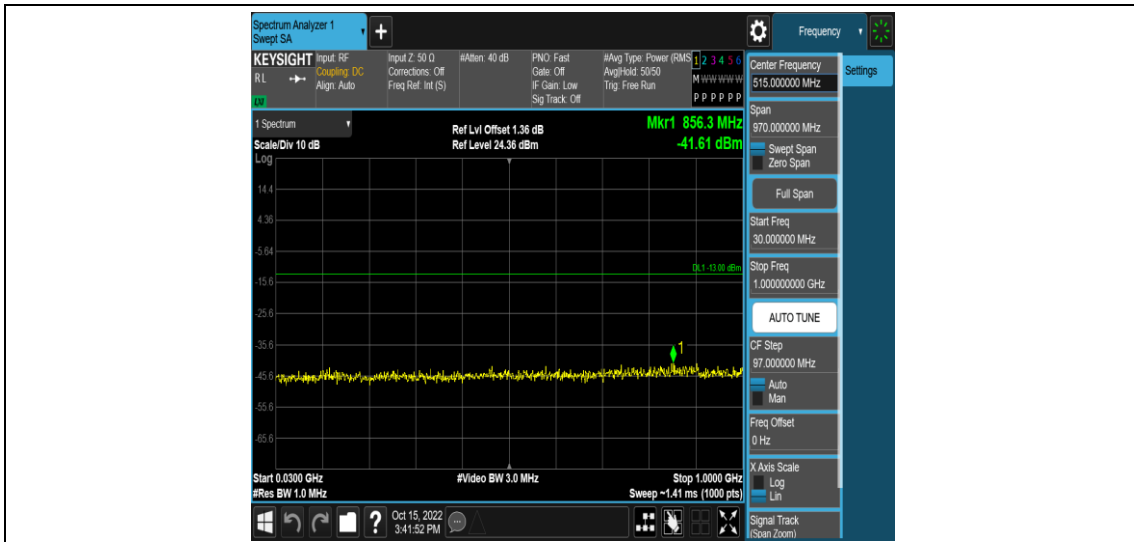 Spectrum Analyzer 1
Swept SA
+
Frequency
KEYSIGHT
RL
LXI
Input: RF
Coupling: DC
Align: Auto
Input Z: 50 Ω
Corrections: Off
Freq Ref: Int (S)
#Atten: 40 dB
PNO: Fast
Gate: Off
IF Gain: Low
Sig Track: Off
#Avg Type: Power (RMS
Avg|Hold: 50/50
Trig: Free Run
1 2 3 4 5 6
M W W W W W
P P P P P P
1 Spectrum
Scale/Div 10 dB
Ref Lvl Offset 1.36 dB
Ref Level 24.36 dBm
Mkr1 856.3 MHz
-41.61 dBm
Log
14.4
4.36
-5.64
DL1 -13.00 dBm
-15.6
-25.6
-35.6
1
-45.6
-55.6
-65.6
Start 0.0300 GHz
#Res BW 1.0 MHz
#Video BW 3.0 MHz
Stop 1.0000 GHz
Sweep ~1.41 ms (1000 pts)
Center Frequency
515.000000 MHz
Settings
Span
970.000000 MHz
Swept Span
Zero Span
Full Span
Start Freq
30.000000 MHz
Stop Freq
1.000000000 GHz
AUTO TUNE
CF Step
97.000000 MHz
Auto
Man
Freq Offset
0 Hz
X Axis Scale
Log
Lin
Signal Track
(Span Zoom)
?
Oct 15, 2022
3:41:52 PM